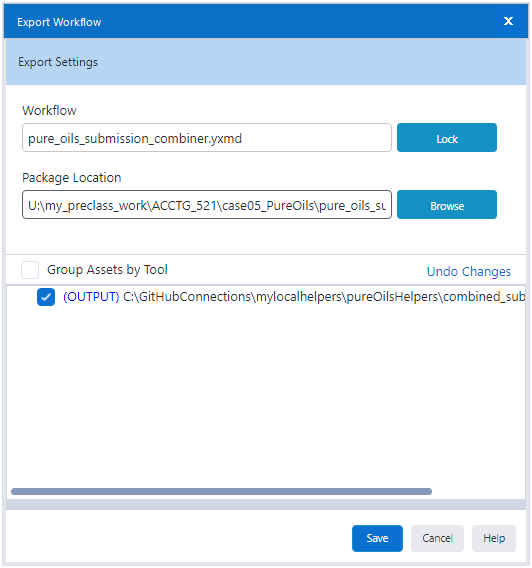 Export Workflow
Export Settings
Workflow
pure_oils_submission_combiner.yxmd
Lock
Package Location
U:\my_preclass_work\ACCTG_521\case05_PureOils\pure_oils_su
Browse
Group Assets by Tool
Undo Changes
(OUTPUT) C:\GitHubConnections\mylocalhelpers\pureOilsHelpers\combined_sub
Save
Cancel
Help